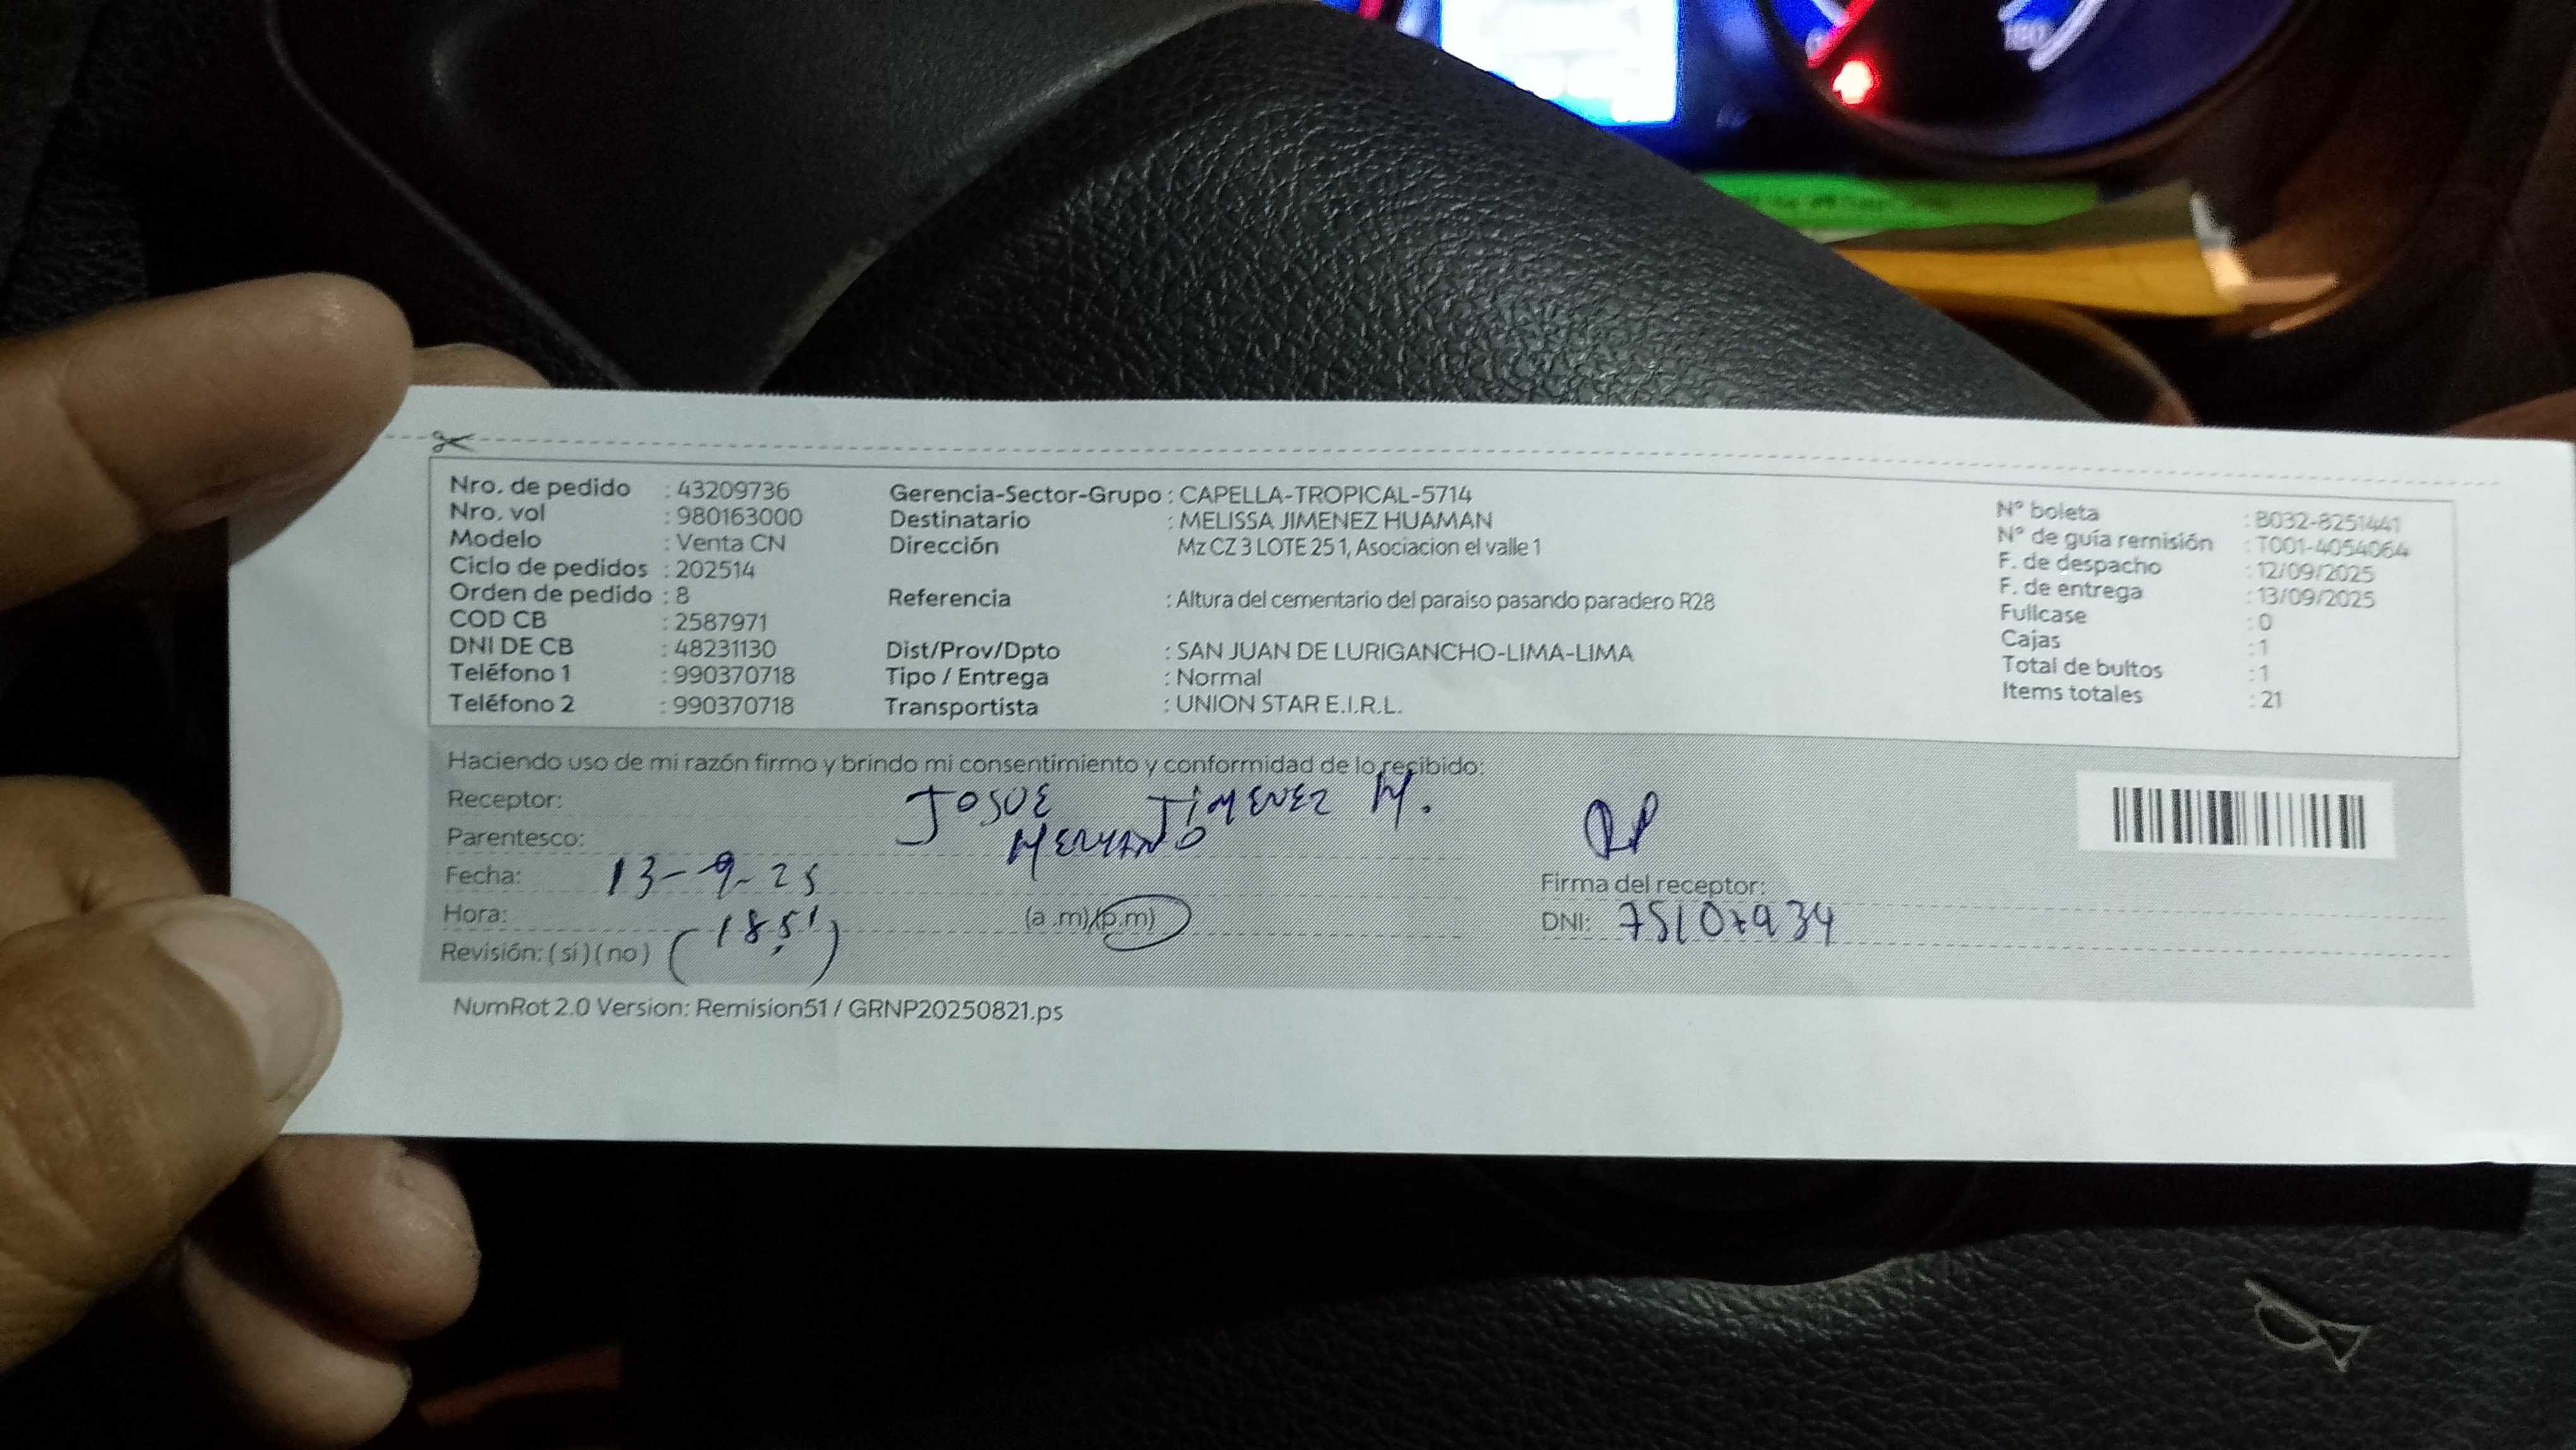 Nro. de pedido : 43209736
Nro. vol : 980163000
Modelo : Venta CN
Ciclo de pedidos : 202514
Orden de pedido : 8
COD CB : 2587971
DNI DE CB : 48231130
Teléfono 1 : 990370718
Teléfono 2 : 990370718
Gerencia-Sector-Grupo : CAPELLA-TROPICAL-5714
Destinatario : MELISSA JIMENEZ HUAMAN
Dirección Mz CZ 3 LOTE 25 1, Asociacion el valle 1
Referencia : Altura del cementario del paraiso pasando paradero R28
Dist/Prov/Dpto : SAN JUAN DE LURIGANCHO-LIMA-LIMA
Tipo / Entrega : Normal
Transportista : UNION STAR E.I.R.L.
N° boleta : B032-8251441
N° de guía remisión : T001-4054064
F. de despacho : 12/09/2025
F. de entrega : 13/09/2025
Fullcase : 0
Cajas : 1
Total de bultos : 1
Items totales : 21
Haciendo uso de mi razón firmo y brindo mi consentimiento y conformidad de lo recibido:
Receptor: JOSUE JIMENEZ H.
Parentesco: HERMANO
Fecha: 13-9-25
Hora: (a .m)/(p.m)
Revisión: ( sí ) ( no )
Firma del receptor:
DNI: 75107934
NumRot 2.0 Version: Remision51 / GRNP20250821.ps